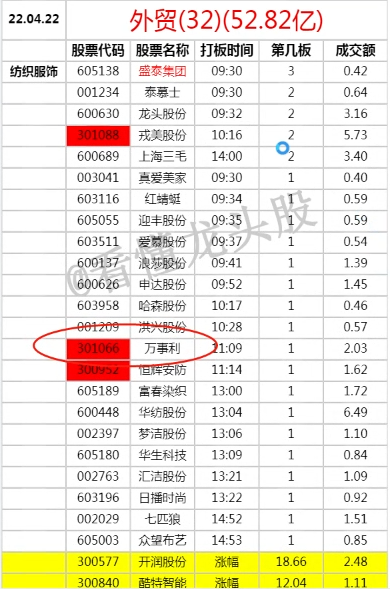 22.04.22 外贸(32)(52.82亿)
股票代码 股票名称 打板时间 第几板 成交额
纺织服饰 605138 盛泰集团 09:30 3 0.42
001234 泰慕士 09:30 2 0.64
600630 龙头股份 09:32 2 3.16
301088 戎美股份 10:16 2 5.73
600689 上海三毛 14:00 2 3.40
003041 真爱美家 09:30 1 0.40
603116 红蜻蜓 09:34 1 0.59
605055 迎丰股份 09:35 1 0.59
603511 爱慕股份 09:37 1 0.54
600137 浪莎股份 09:41 1 1.39
600626 申达股份 09:52 1 1.45
603958 哈森股份 10:17 1 0.46
001209 洪兴股份 10:28 1 0.57
301066 万事利 11:09 1 2.03
300952 恒辉安防 11:14 1 1.62
605189 富春染织 13:00 1 1.72
600448 华纺股份 13:04 1 6.49
002397 梦洁股份 13:06 1 1.10
605180 华生科技 13:09 1 0.84
002763 汇洁股份 13:21 1 1.09
603196 日播时尚 13:22 1 0.92
002029 七匹狼 14:52 1 1.51
605003 众望布艺 14:53 1 0.85
300577 开润股份 涨幅 18.66 2.48
300840 酷特智能 涨幅 12.04 1.11
@看懂龙头股